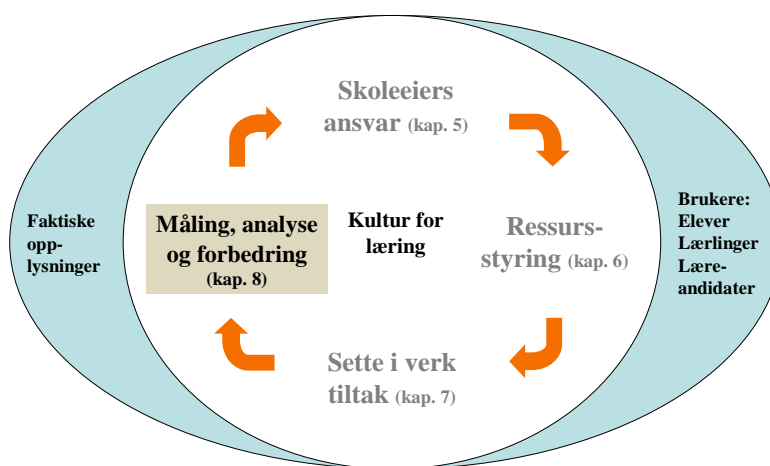 Skoleeiers
ansvar (kap. 5)
Faktiske
opp-
lysninger
Måling, analyse
og forbedring
(kap. 8)
Kultur for
læring
Ressurs-
styring (kap. 6)
Brukere:
Elever
Lærlinger
Lære-
andidater
Sette i verk
tiltak (kap. 7)